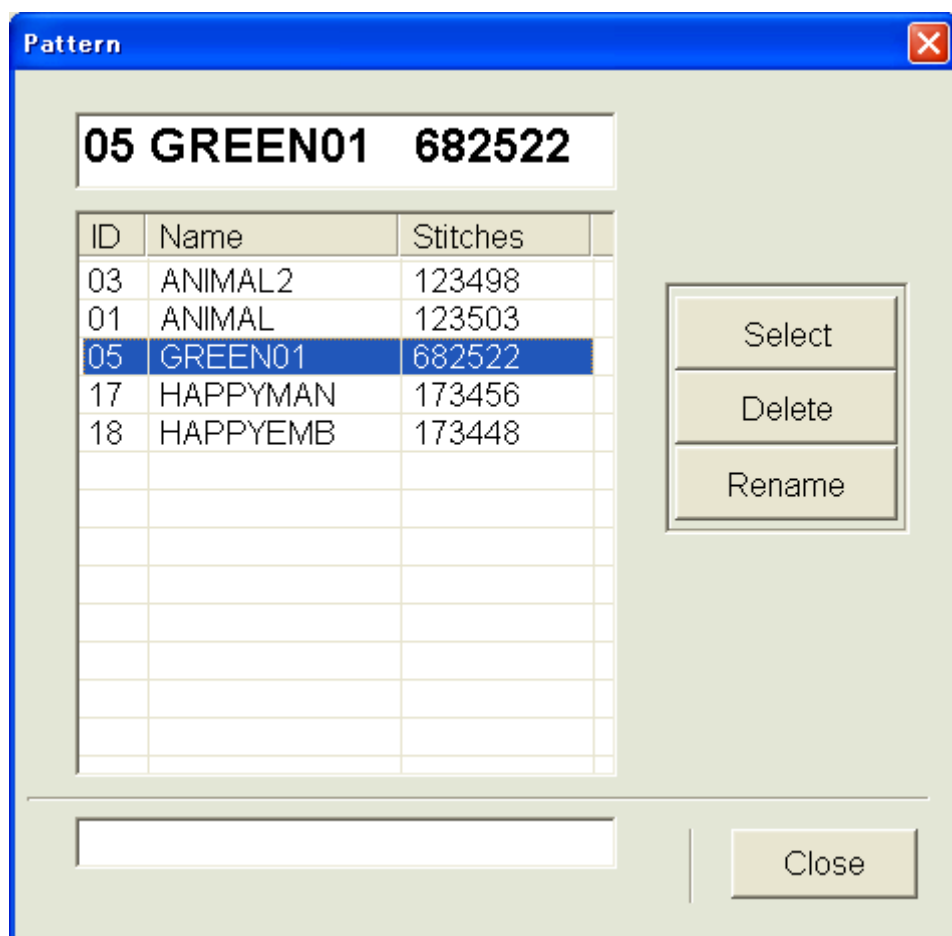 Pattern
05 GREEN01 682522
ID Name Stitches
03 ANIMAL2 123498
01 ANIMAL 123503
05 GREEN01 682522
17 HAPPYMAN 173456
18 HAPPYEMB 173448
Select
Delete
Rename
Close